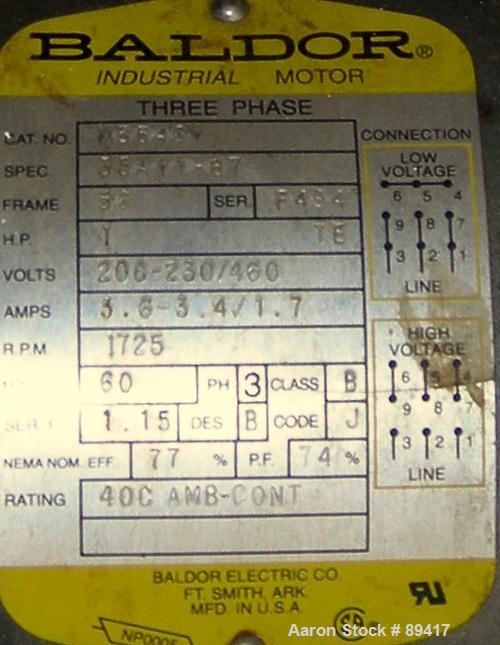 BALDOR®
INDUSTRIAL MOTOR
THREE PHASE
CAT. NO. CONNECTION
SPEC. LOW VOLTAGE
FRAME 56 SER. 6 5 4
H.P. 1 TE 9 8 7
VOLTS 208-230/460 3 2 1
AMPS 3.6-3.4/1.7 LINE
R.P.M 1725 HIGH VOLTAGE
60 PH 3 CLASS B 6 5 4
SER. F. 1.15 DES B CODE J 9 8 7
NEMA NOM. EFF. 77 % P.F. 74 % 3 2 1
RATING 40C AMB-CONT LINE
BALDOR ELECTRIC CO.
FT. SMITH, ARK.
MFD. IN U.S.A.
Aaron Stock # 89417